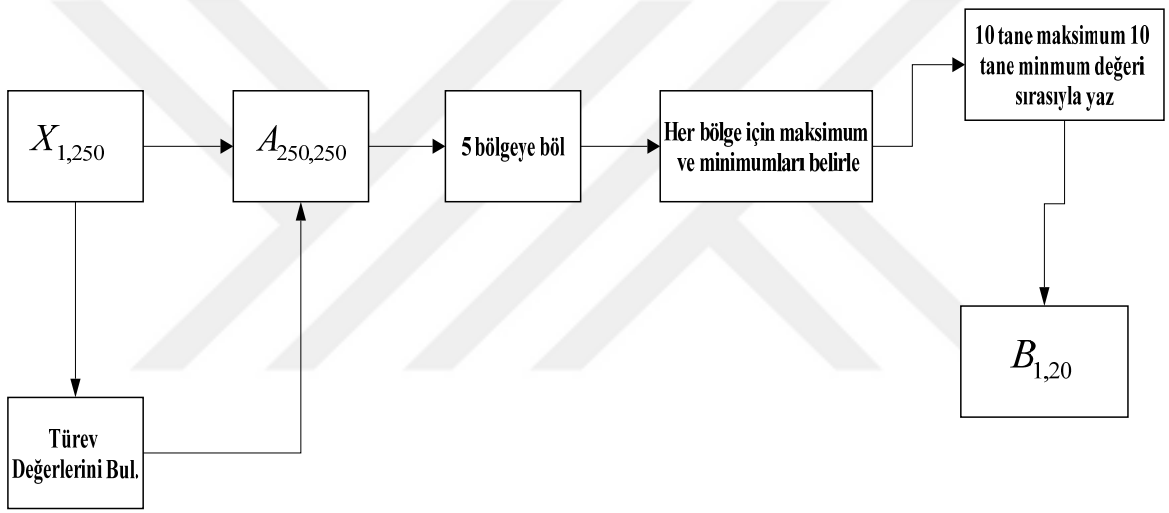 X1,250
A250,250
5 bölgeye böl
Her bölge için maksimum
ve minimumları belirle
10 tane maksimum 10
tane minmum değeri
sırasıyla yaz
B1,20
Türev
Değerlerini Bul.